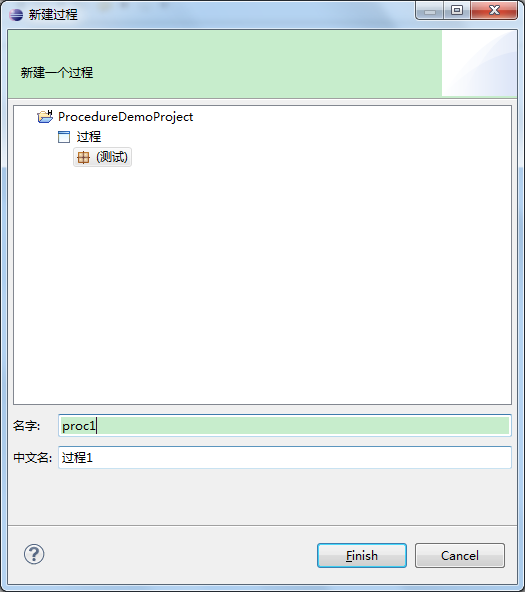 新建过程
新建一个过程
ProcedureDemoProject
过程
(测试)
名字: proc1
中文名: 过程1
? Finish Cancel